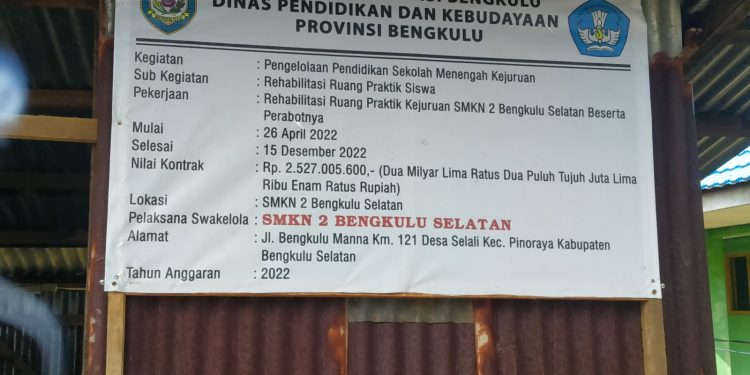 BENGKULU
DINAS PENDIDIKAN DAN KEBUDAYAAN
PROVINSI BENGKULU
Kegiatan : Pengelolaan Pendidikan Sekolah Menengah Kejuruan
Sub Kegiatan : Rehabilitasi Ruang Praktik Siswa
Pekerjaan : Rehabilitasi Ruang Praktik Kejuruan SMKN 2 Bengkulu Selatan Beserta
Perabotnya
Mulai : 26 April 2022
Selesai : 15 Desember 2022
Nilai Kontrak : Rp. 2.527.005.600,- (Dua Milyar Lima Ratus Dua Puluh Tujuh Juta Lima
Ribu Enam Ratus Rupiah)
Lokasi : SMKN 2 Bengkulu Selatan
Pelaksana Swakelola : SMKN 2 BENGKULU SELATAN
Alamat : Jl. Bengkulu Manna Km. 121 Desa Selali Kec. Pinoraya Kabupaten
Bengkulu Selatan
Tahun Anggaran : 2022